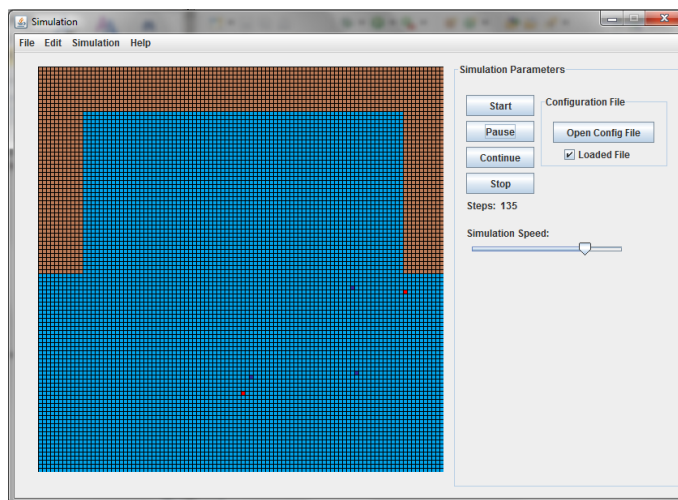 Simulation
File Edit Simulation Help
Simulation Parameters
Start
Configuration File
Pause
Open Config File
Continue
Loaded File
Stop
Steps: 135
Simulation Speed: